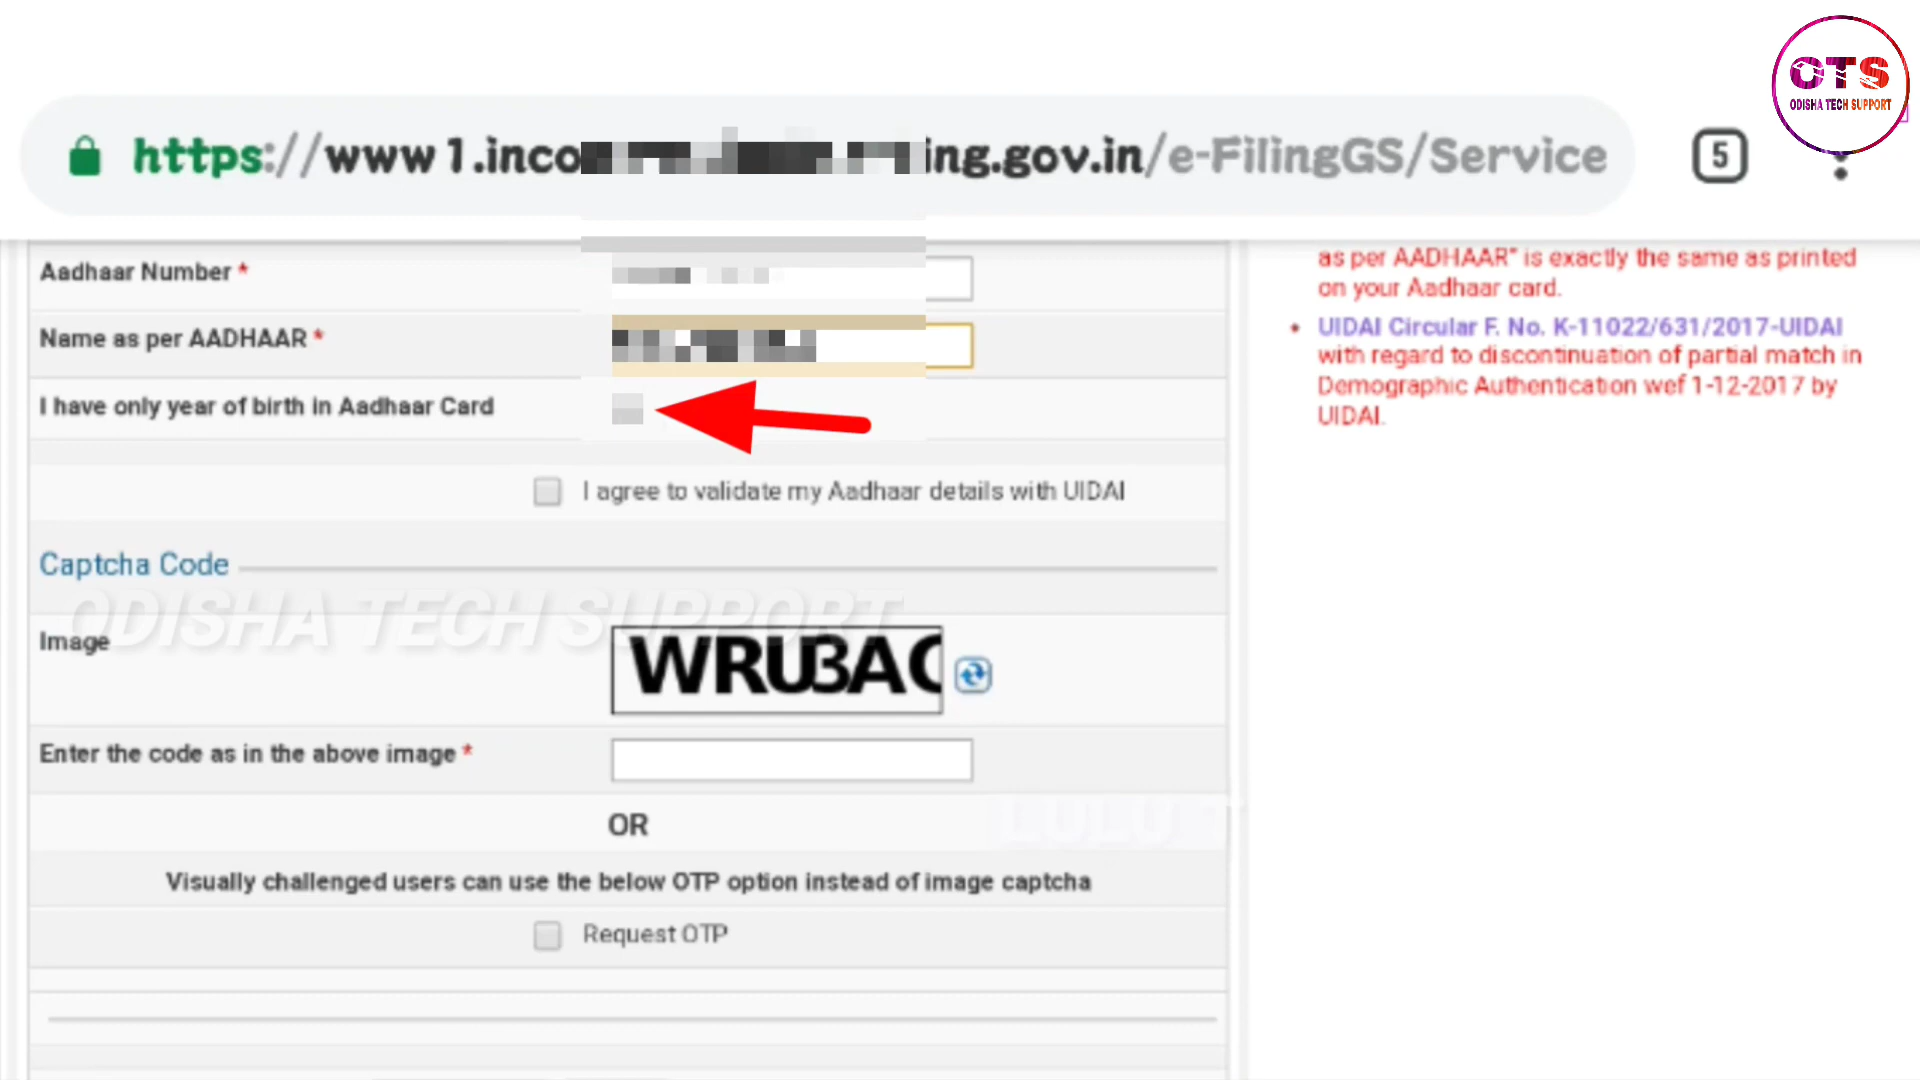 OTS
ODISHA TECH SUPPORT
https://www1.inco ing.gov.in/e-FilingGS/Service
5
Aadhaar Number *
Name as per AADHAAR *
I have only year of birth in Aadhaar Card
I agree to validate my Aadhaar details with UIDAI
Captcha Code
ODISHA TECH SUPPORT
Image
WRU3AC
Enter the code as in the above image *
OR
LULU
Visually challenged users can use the below OTP option instead of image captcha
Request OTP
as per AADHAAR" is exactly the same as printed
on your Aadhaar card.
• UIDAI Circular F. No. K-11022/631/2017-UIDAI
with regard to discontinuation of partial match in
Demographic Authentication wef 1-12-2017 by
UIDAI.